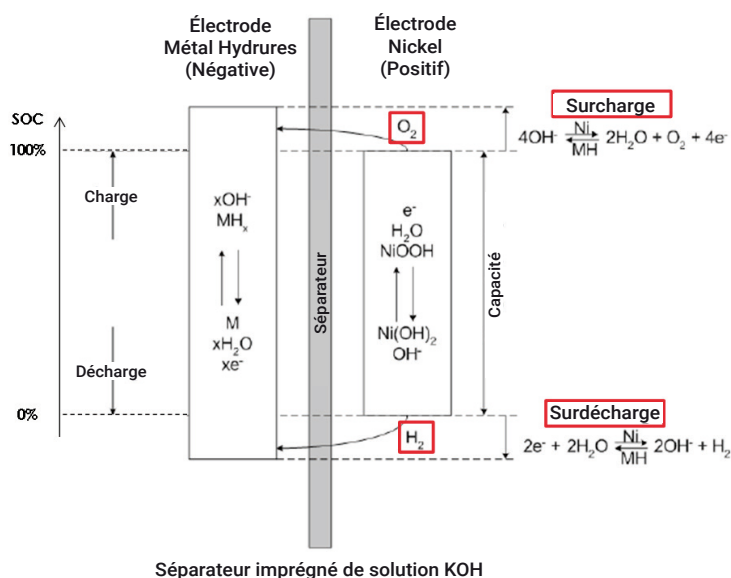 Électrode
Métal Hydrures
(Négative)
Électrode
Nickel
(Positif)
SOC
100%
Charge
Décharge
0%
xOH⁻
MHₓ
M
xH₂O
xe⁻
Séparateur
O₂
e⁻
H₂O
NiOOH
Ni(OH)₂
OH⁻
H₂
Capacité
Surcharge
4OH⁻ Ni ⇌ MH 2H₂O + O₂ + 4e⁻
Surdécharge
2e⁻ + 2H₂O Ni ⇌ MH 2OH⁻ + H₂
Séparateur imprégné de solution KOH